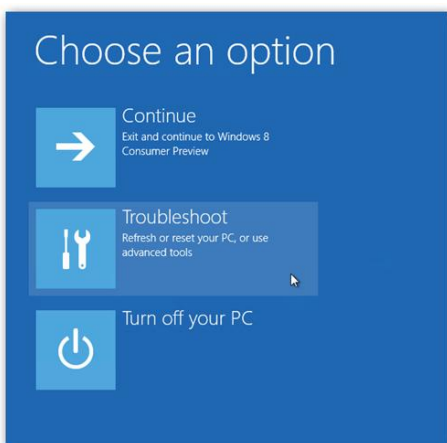 Choose an option
Continue
Exit and continue to Windows 8
Consumer Preview
Troubleshoot
Refresh or reset your PC, or use
advanced tools
Turn off your PC